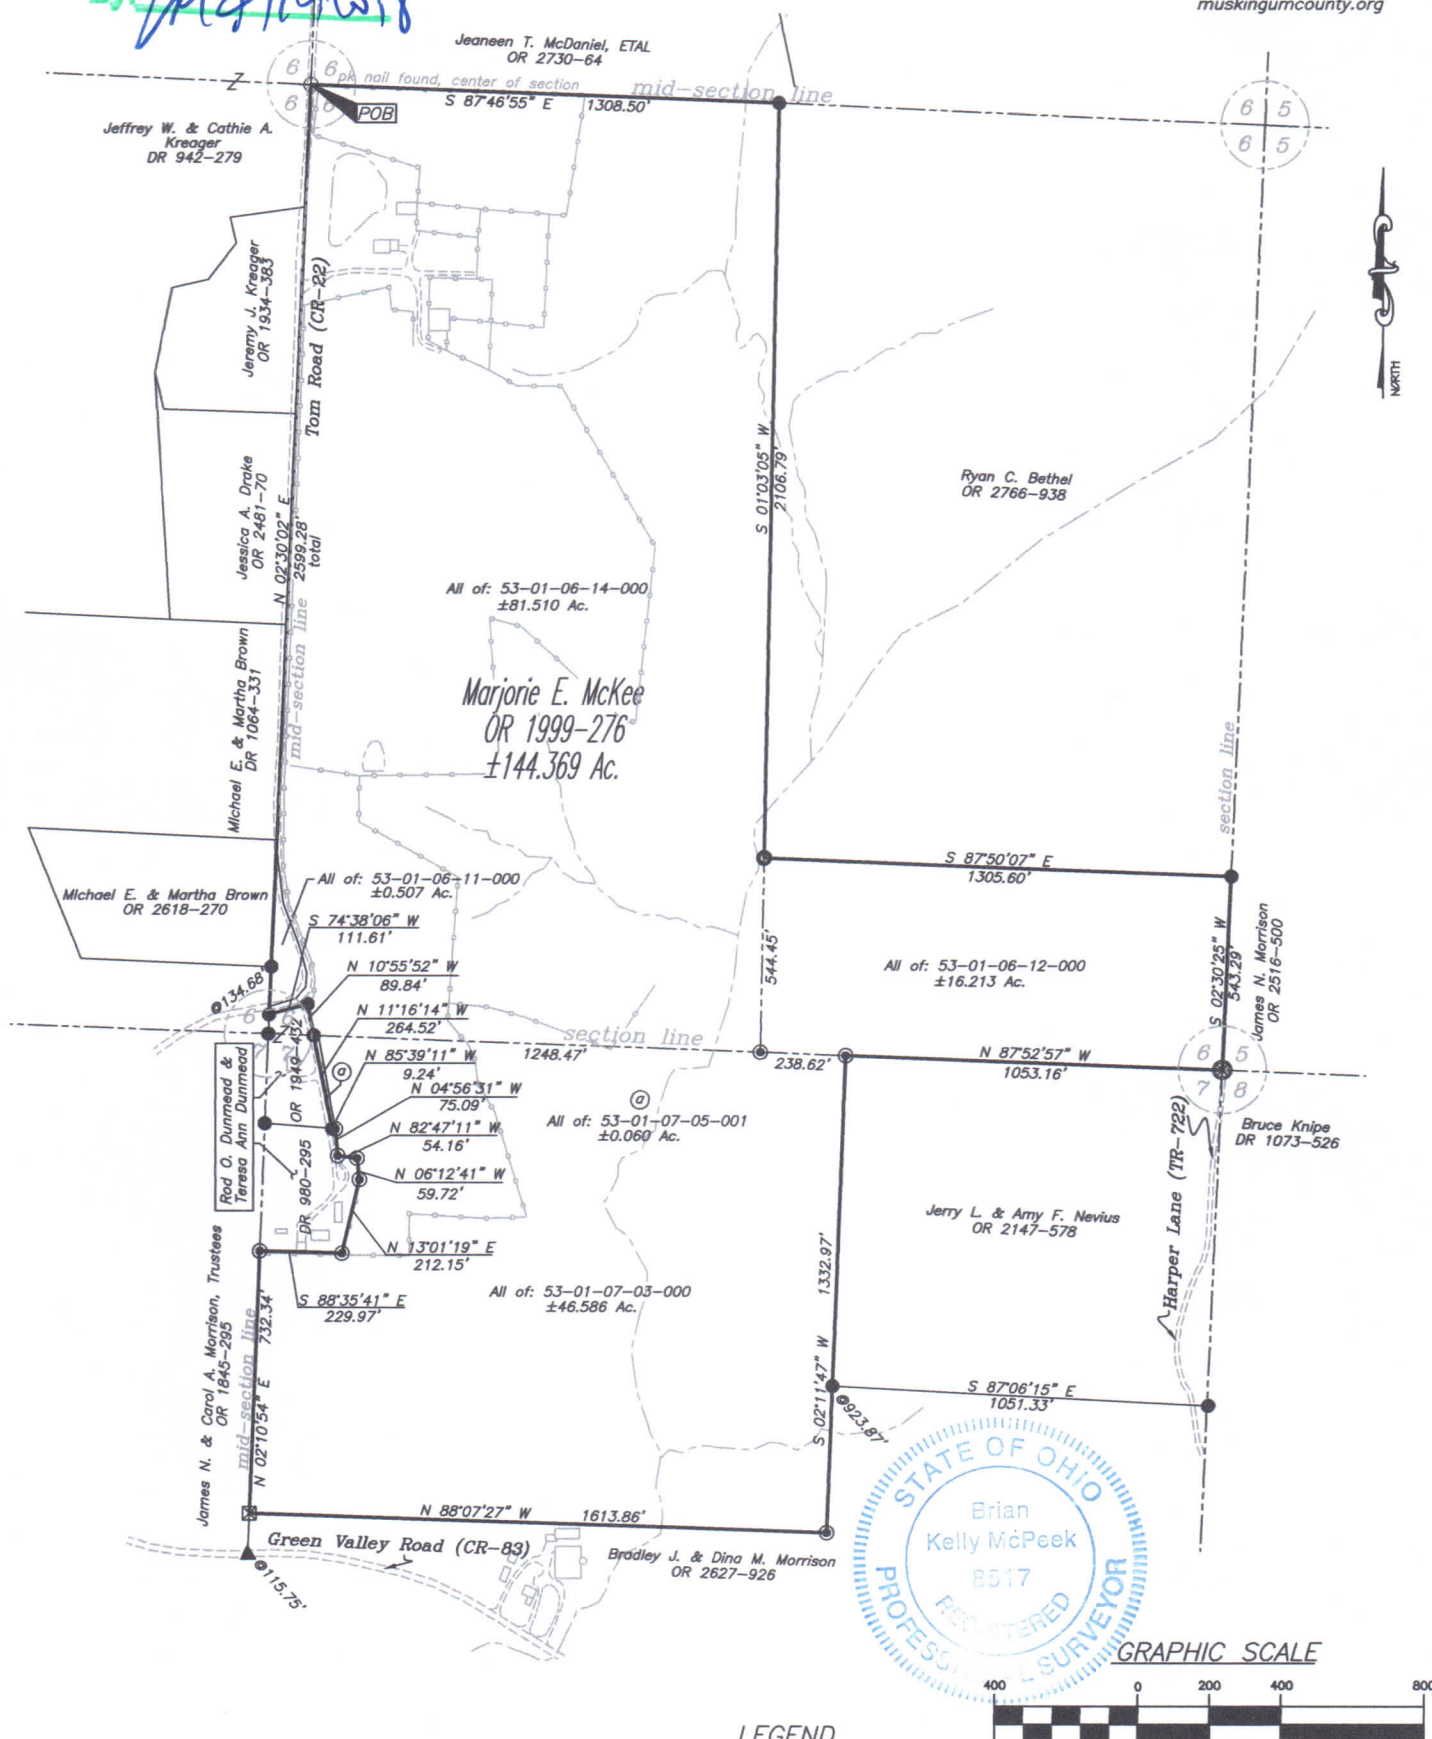 muskingumcounty.org
Jeaneen T. McDaniel, ETAL
OR 2730-64
6 6
6 6
pk nail found, center of section
mid-section line
S 87°46'55" E 1308.50'
POB
6 5
6 5
Jeffrey W. & Cathie A.
Kreager
DR 942-279
NORTH
Jeremy J. Kreager
OR 1934-383
Tom Road (CR-22)
Jessica A. Drake
OR 2481-70
N 02°30'02" E
2599.28'
total
mid-section line
S 01°03'05" W
2106.79'
Ryan C. Bethel
OR 2766-938
All of: 53-01-06-14-000
±81.510 Ac.
Marjorie E. McKee
OR 1999-276
±144.369 Ac.
Michael E. & Martha Brown
DR 1064-331
section line
S 87°50'07" E
1305.60'
Michael E. & Martha Brown
OR 2618-270
All of: 53-01-06-11-000
±0.507 Ac.
S 74°38'06" W
111.61'
N 10°55'52" W
89.84'
544.45'
All of: 53-01-06-12-000
±16.213 Ac.
S 02°30'25" W
543.29'
James N. Morrison
OR 2516-500
@134.68'
N 11°16'14" W
264.52'
section line
1248.47'
238.62'
N 87°52'57" W
1053.16'
6 5
7 8
N 85°39'11" W
9.24'
Rod O. Dunmead &
Teresa Ann Dunmead
OR 1949-432
a
N 04°56'31" W
75.09'
a
All of: 53-01-07-05-001
±0.060 Ac.
N 82°47'11" W
54.16'
Bruce Knipe
DR 1073-526
DR 980-295
N 06°12'41" W
59.72'
Harper Lane (TR-722)
Jerry L. & Amy F. Nevius
OR 2147-578
N 13°01'19" E
212.15'
All of: 53-01-07-03-000
±46.586 Ac.
S 88°35'41" E
229.97'
James N. & Carol A. Morrison, Trustees
OR 1845-295
mid-section line
N 02°10'54" E
732.34'
S 02°11'47" W
1332.97'
S 87°06'15" E
1051.33'
@923.87'
N 88°07'27" W 1613.86'
Green Valley Road (CR-83)
@115.75'
Bradley J. & Dina M. Morrison
OR 2627-926
STATE OF OHIO
Brian
Kelly McPeek
8517
REGISTERED
PROFESSIONAL SURVEYOR
GRAPHIC SCALE
400 0 200 400 800
LEGEND